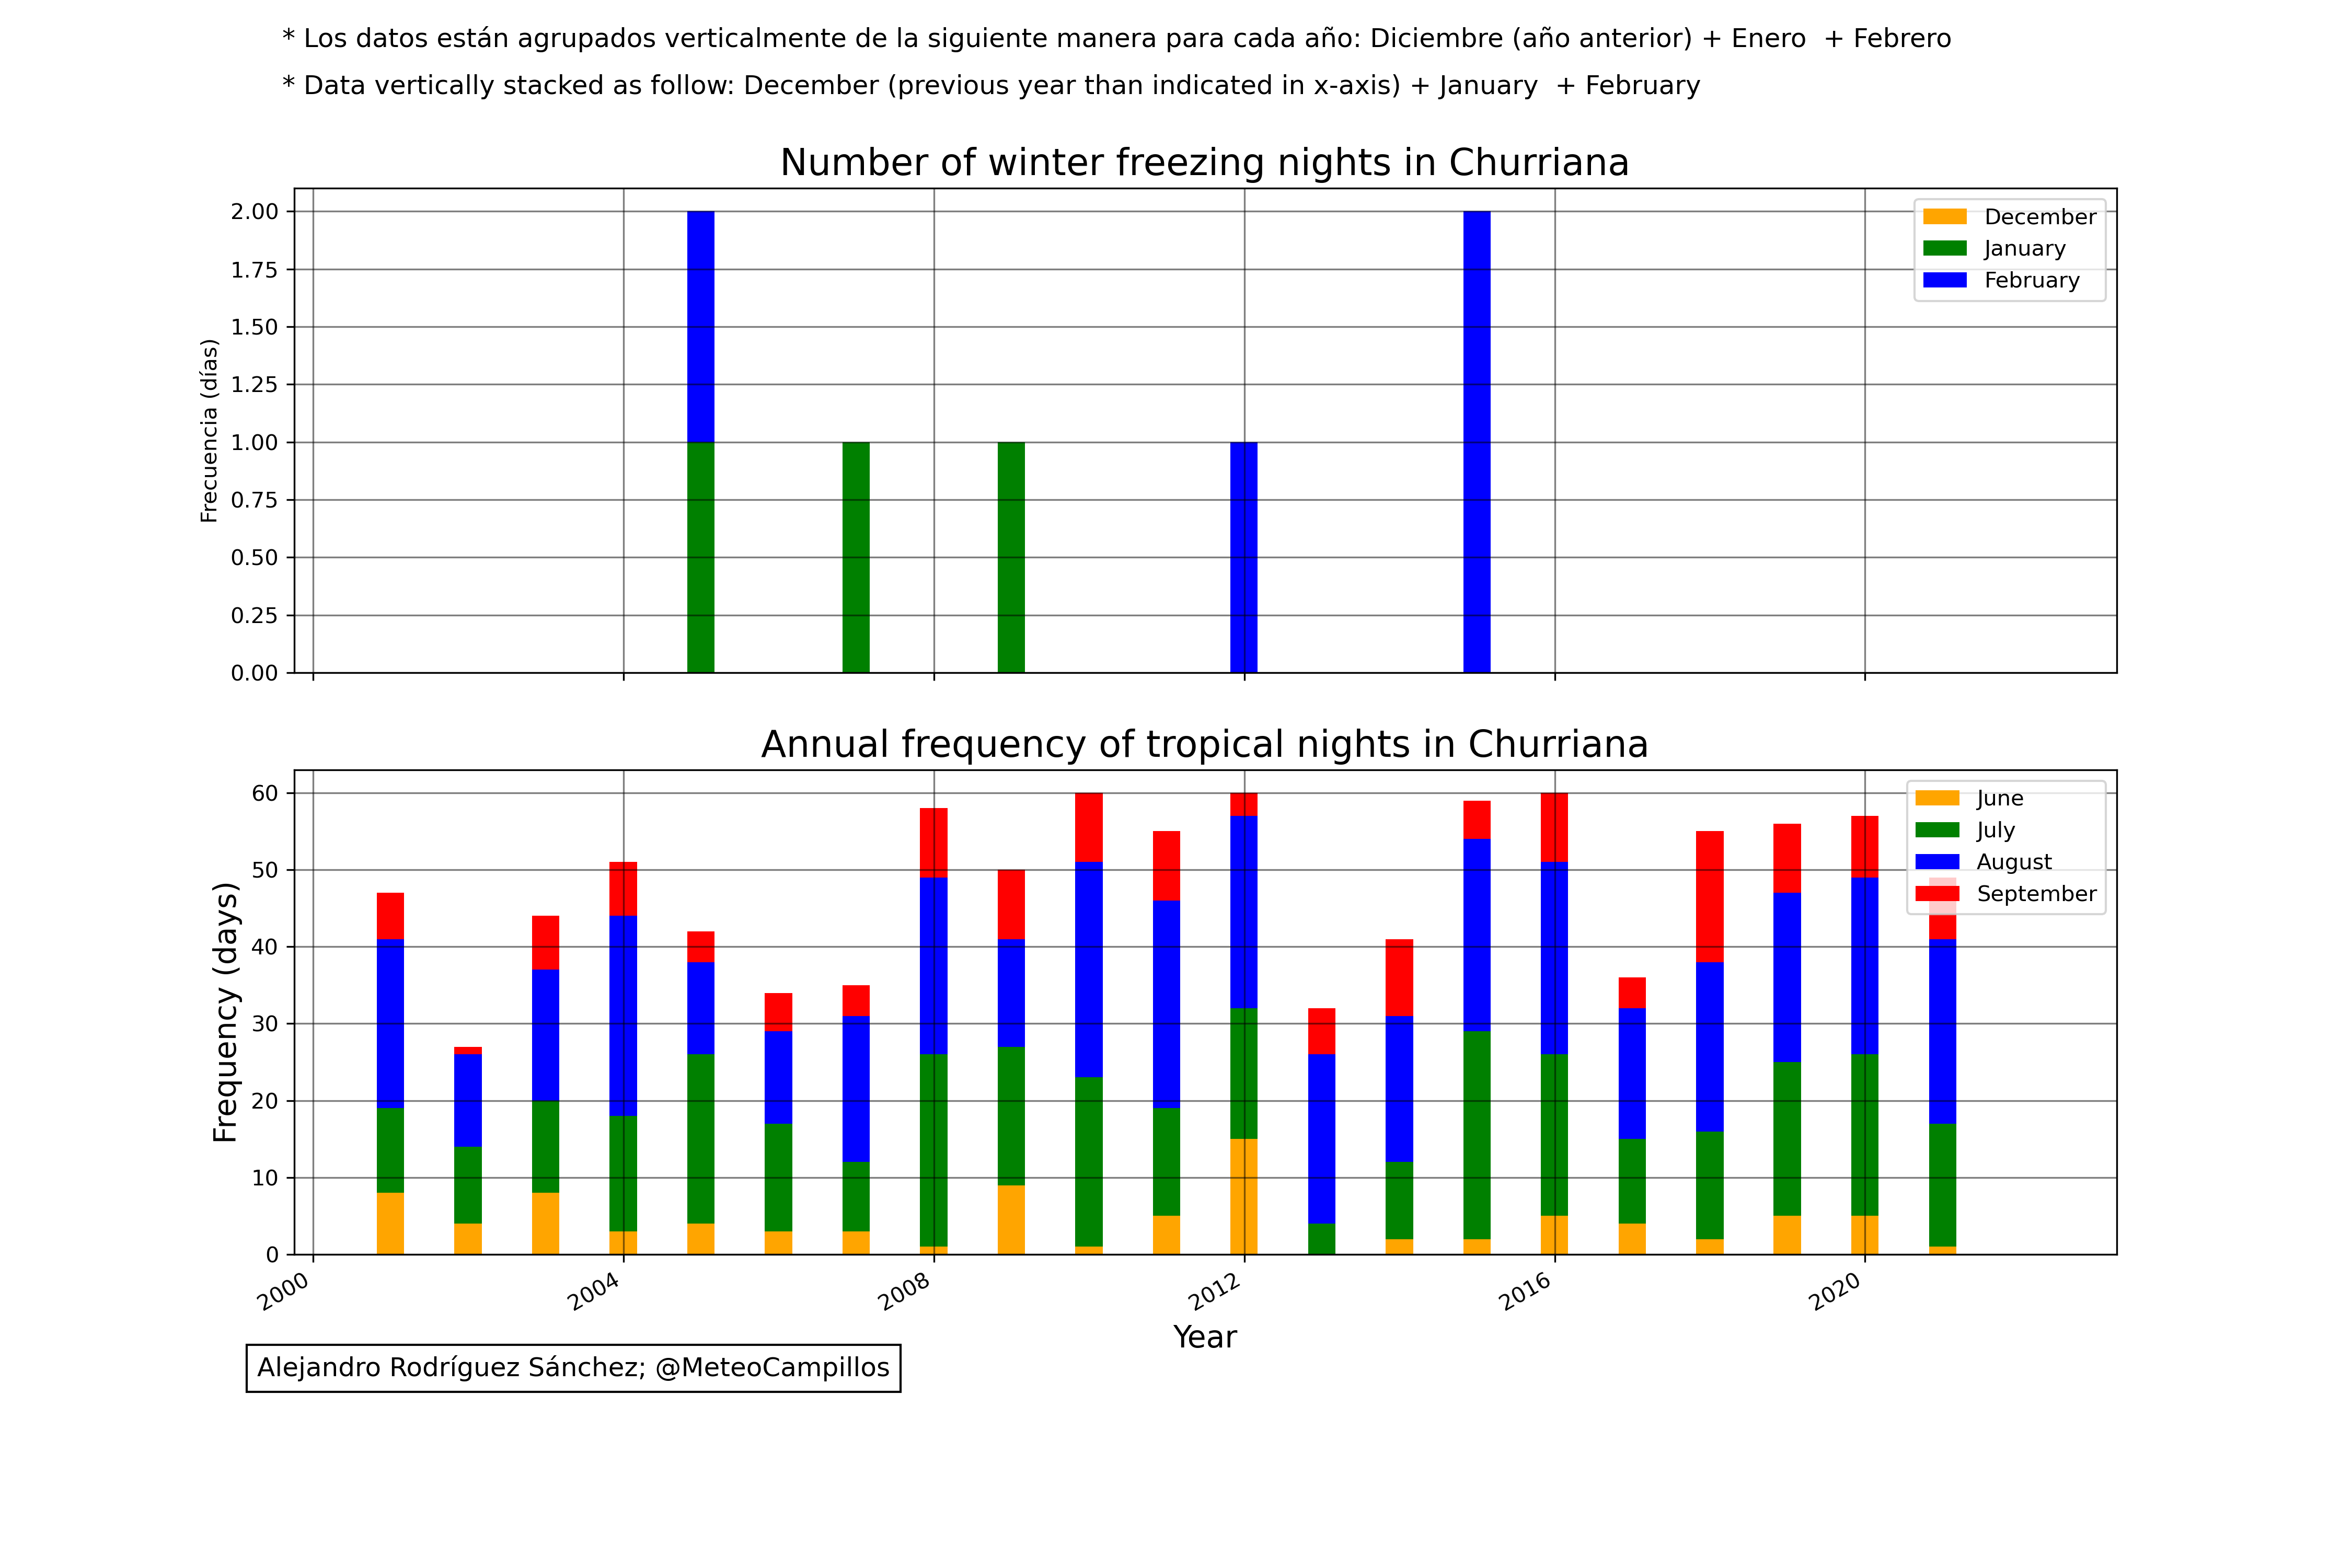 * Los datos están agrupados verticalmente de la siguiente manera para cada año: Diciembre (año anterior) + Enero  + Febrero
* Data vertically stacked as follow: December (previous year than indicated in x-axis) + January  + February
Number of winter freezing nights in Churriana
2.00
1.75
1.50
1.25
1.00
0.75
0.50
0.25
0.00
Frecuencia (días)
December
January
February
Annual frequency of tropical nights in Churriana
60
50
40
30
20
10
0
Frequency (days)
June
July
August
September
2000
2004
2008
2012
2016
2020
Year
Alejandro Rodríguez Sánchez; @MeteoCampillos